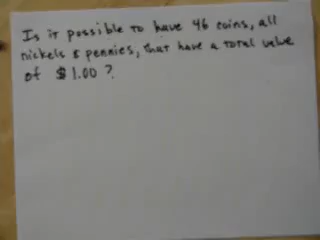 Is it possible to have 46 coins, all
nickels & pennies, that have a total value
of $1.00?